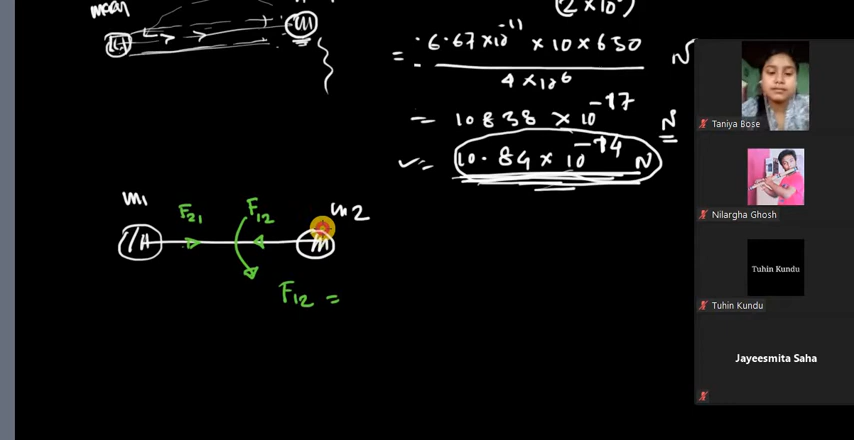 mean
m
(2 × 10
= 6.67 × 10⁻¹¹ × 10 × 650 N
4 × 10⁶
= 10838 × 10⁻¹⁷ N
= 10.84 × 10⁻¹⁴ N
m1
F21
F12
m2
m
F12 =
Taniya Bose
Nilargha Ghosh
Tuhin Kundu
Tuhin Kundu
Jayeesmita Saha